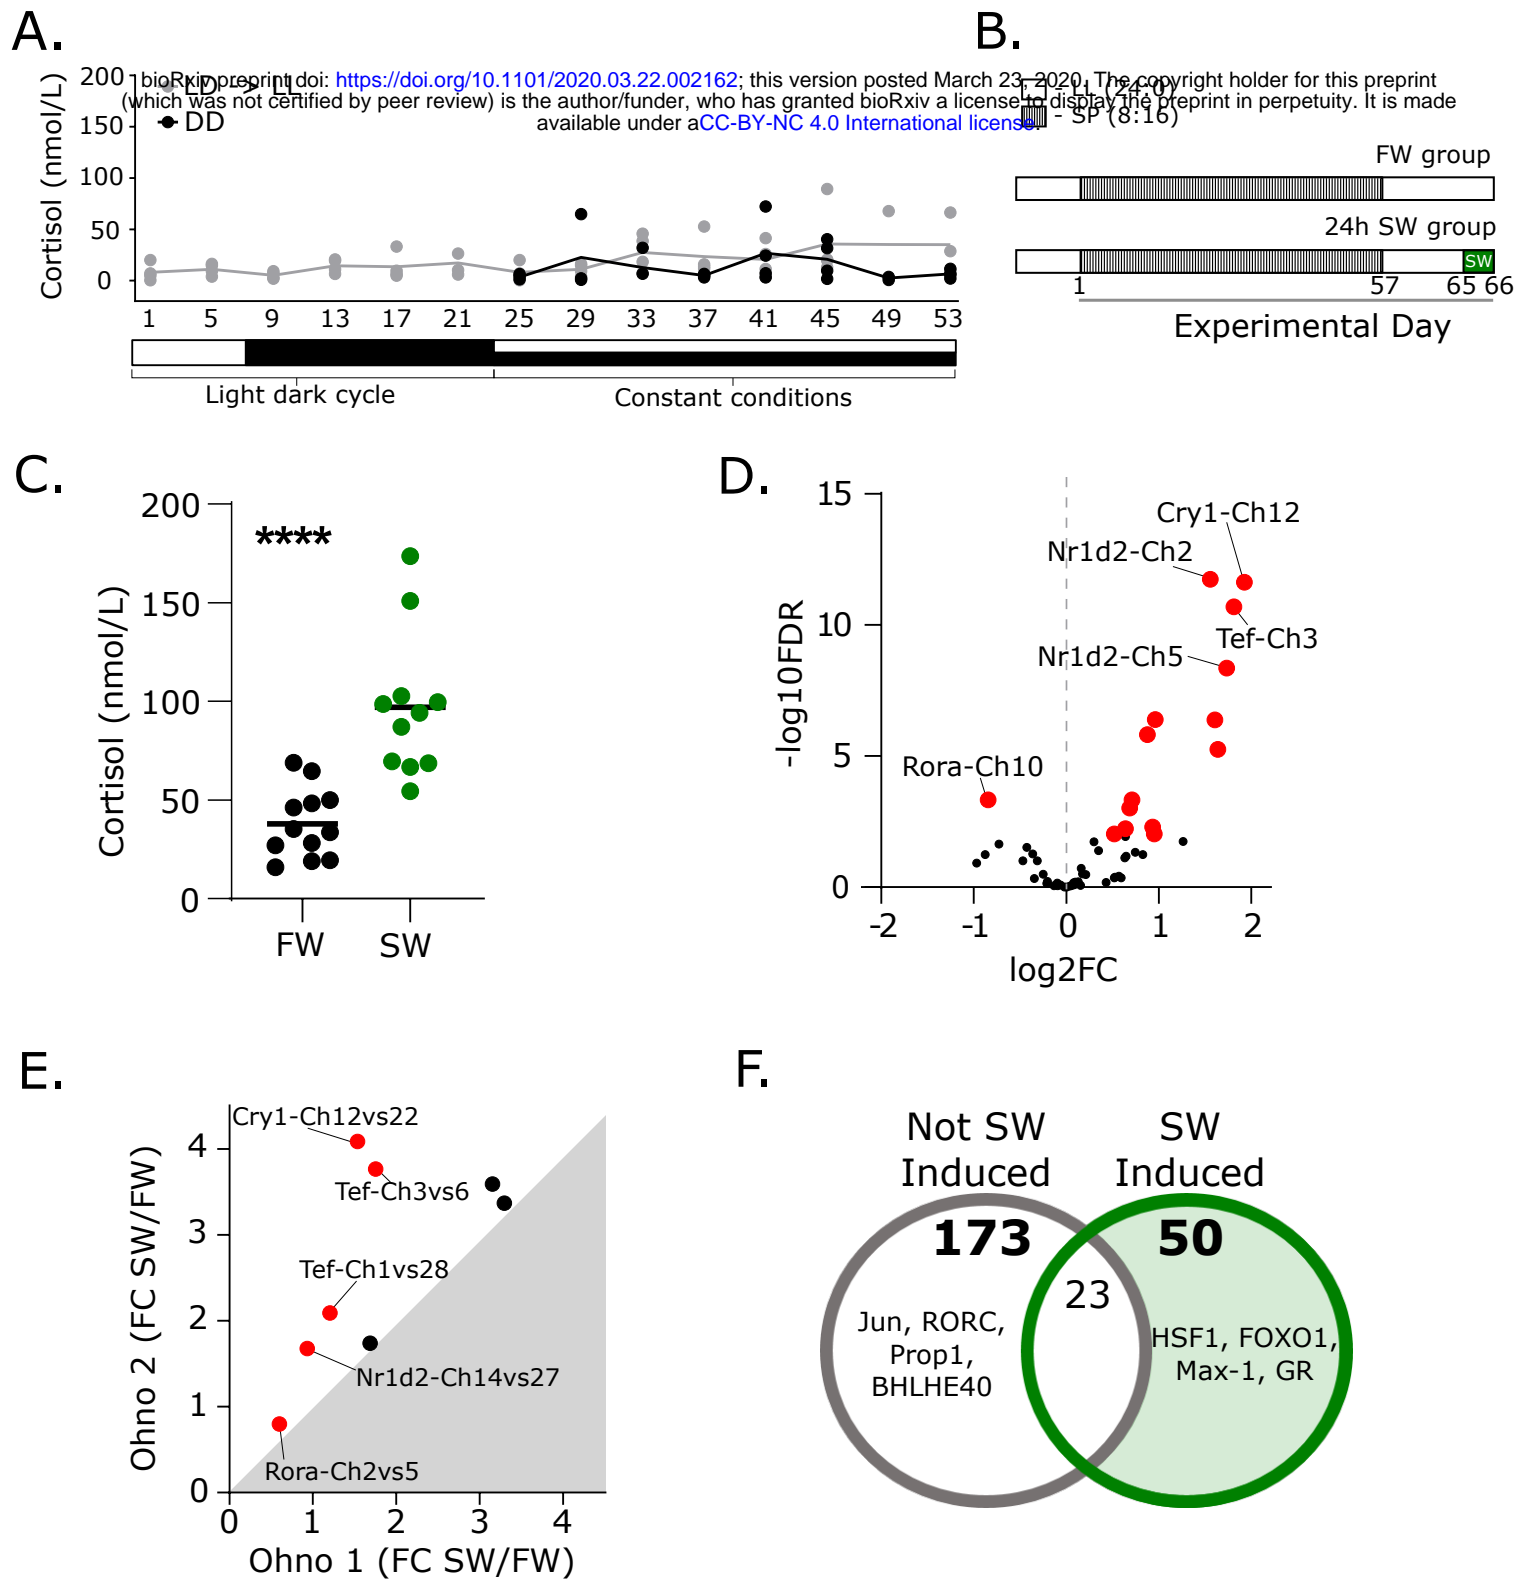 A.
B.
bioRxiv preprint doi: https://doi.org/10.1101/2020.03.22.002162; this version posted March 23, 2020. The copyright holder for this preprint
(which was not certified by peer review) is the author/funder, who has granted bioRxiv a license to display the preprint in perpetuity. It is made
available under aCC-BY-NC 4.0 International license.
Cortisol (nmol/L)
200
150
100
50
0
LD -> LL
DD
1 5 9 13 17 21 25 29 33 37 41 45 49 53
Light dark cycle
Constant conditions
- LL (24:0)
- SP (8:16)
FW group
24h SW group
SW
1 57 65 66
Experimental Day
C.
Cortisol (nmol/L)
200
150
100
50
0
****
FW SW
D.
-log10FDR
15
10
5
0
Cry1-Ch12
Nr1d2-Ch2
Tef-Ch3
Nr1d2-Ch5
Rora-Ch10
-2 -1 0 1 2
log2FC
E.
Ohno 2 (FC SW/FW)
4
3
2
1
0
Cry1-Ch12vs22
Tef-Ch3vs6
Tef-Ch1vs28
Nr1d2-Ch14vs27
Rora-Ch2vs5
0 1 2 3 4
Ohno 1 (FC SW/FW)
F.
Not SW
Induced
SW
Induced
173
50
23
Jun, RORC,
Prop1,
BHLHE40
HSF1, FOXO1,
Max-1, GR